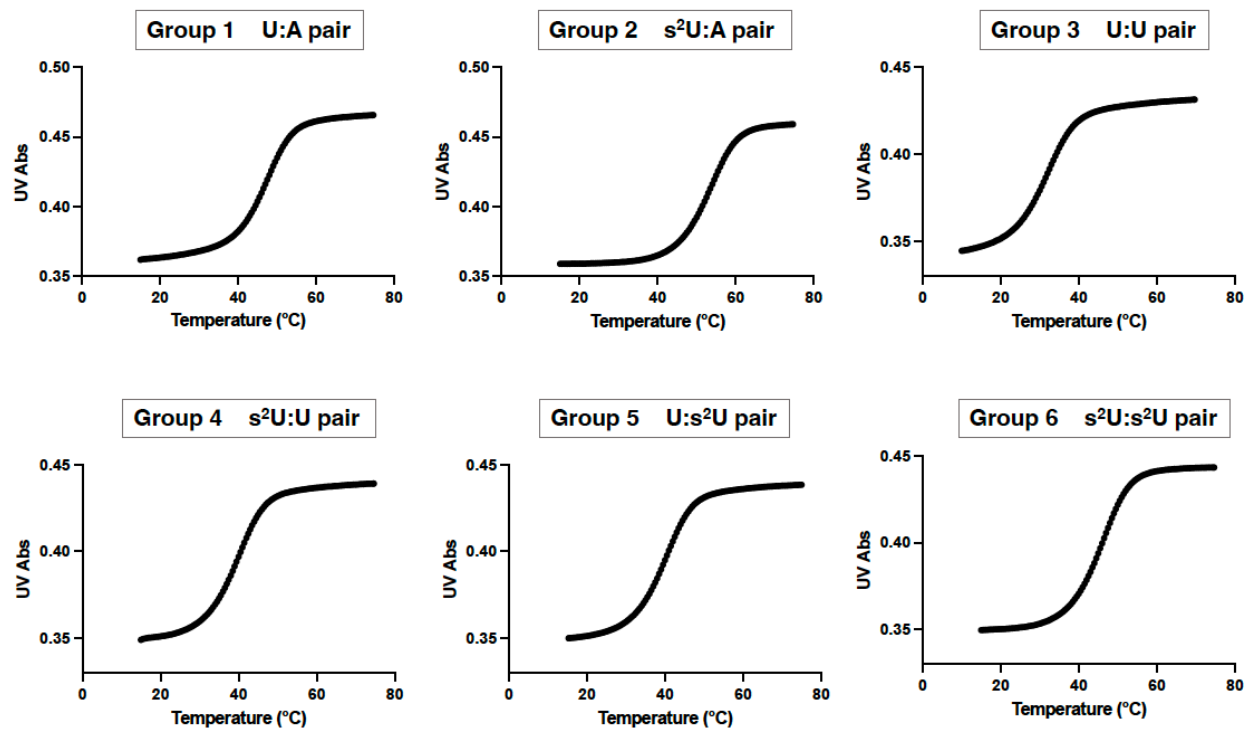 Group 1 U:A pair
0.50
0.45
0.40
0.35
UV Abs
0 20 40 60 80
Temperature (°C)
Group 2 s²U:A pair
0.50
0.45
0.40
0.35
UV Abs
0 20 40 60 80
Temperature (°C)
Group 3 U:U pair
0.45
0.40
0.35
UV Abs
0 20 40 60 80
Temperature (°C)
Group 4 s²U:U pair
0.45
0.40
0.35
UV Abs
0 20 40 60 80
Temperature (°C)
Group 5 U:s²U pair
0.45
0.40
0.35
UV Abs
0 20 40 60 80
Temperature (°C)
Group 6 s²U:s²U pair
0.45
0.40
0.35
UV Abs
0 20 40 60 80
Temperature (°C)